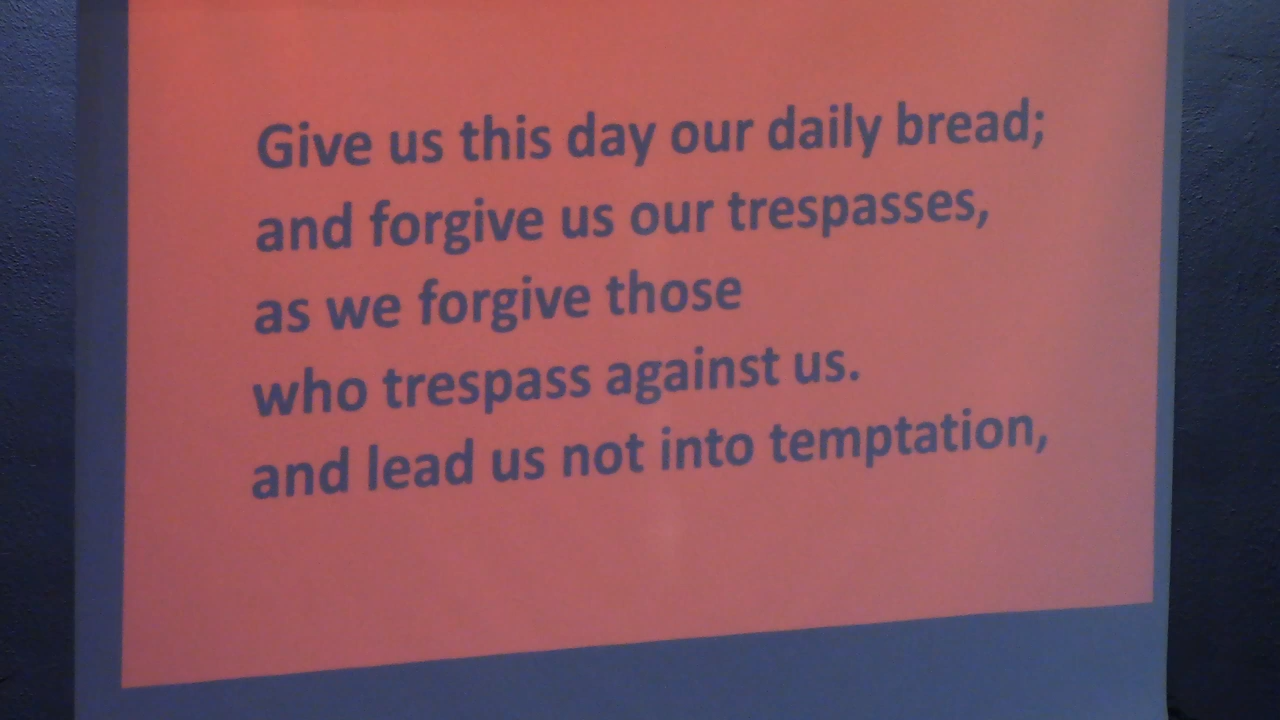 Give us this day our daily bread;
and forgive us our trespasses,
as we forgive those
who trespass against us.
and lead us not into temptation,